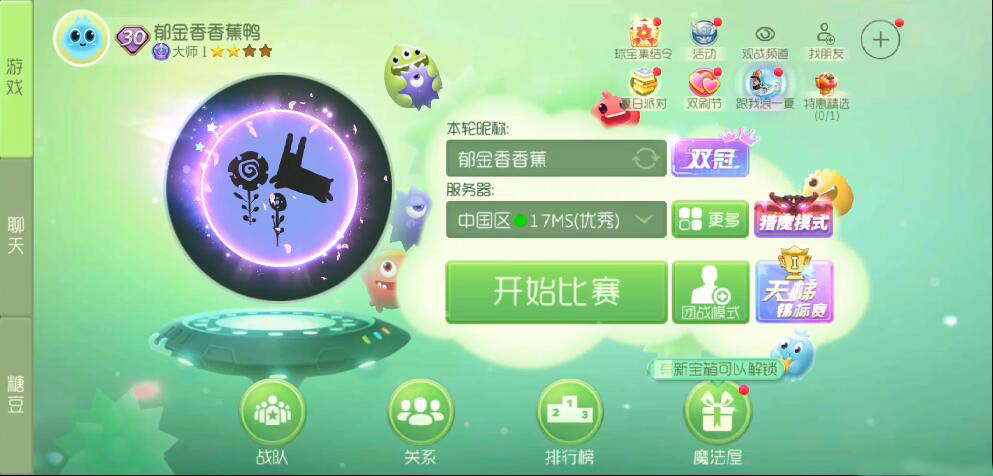 游戏
聊天
糖豆
30
郁金香香蕉鸭
大师 I
球宝集结令
活动
观战频道
找朋友
夏日派对
双刷节
跟我浪一夏
特惠精选
(0/1)
本轮昵称:
郁金香香蕉
双冠
服务器:
中国区 17MS(优秀)
更多
猎魔模式
开始比赛
团战模式
I
天梯
锦标赛
有新宝箱可以解锁
战队
关系
2 1 3
排行榜
魔法屋